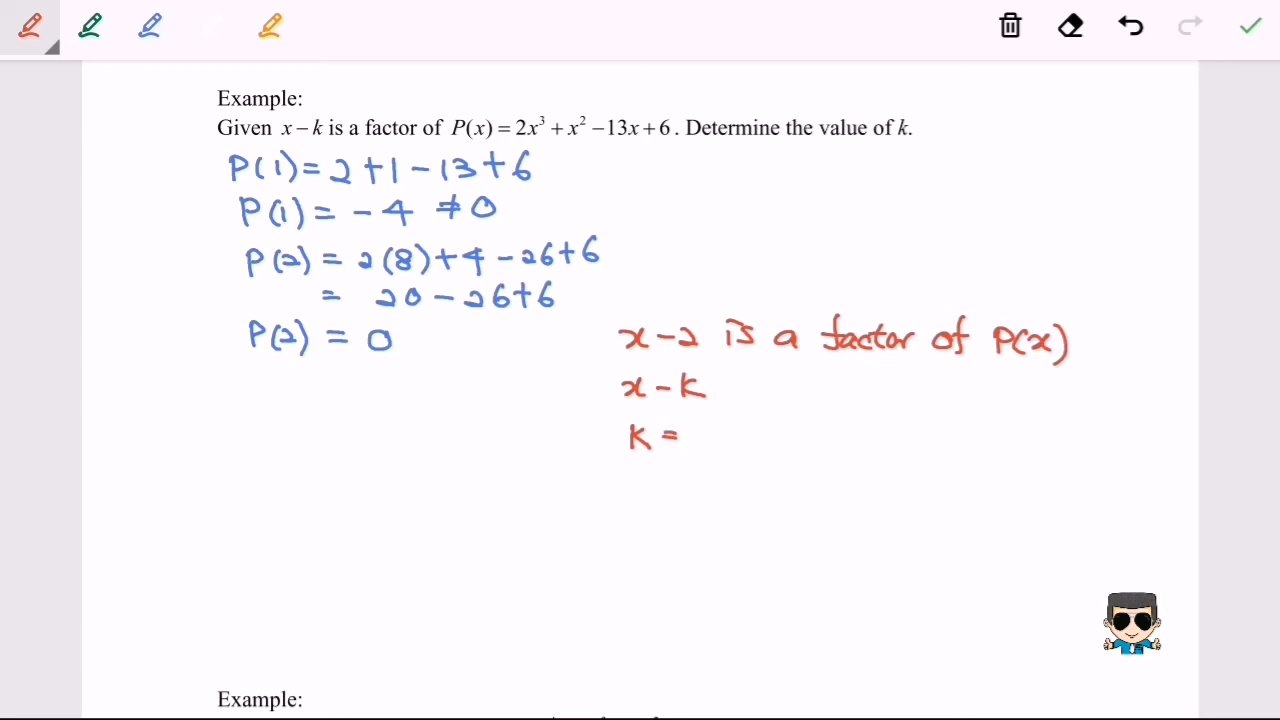 Example:
Given x − k is a factor of P(x) = 2x³ + x² − 13x + 6. Determine the value of k.
P(1) = 2 + 1 − 13 + 6
P(1) = − 4 ≠ 0
P(2) = 2(8) + 4 − 26 + 6
= 20 − 26 + 6
P(2) = 0
x − 2 is a factor of P(x)
x − k
k =
Example: